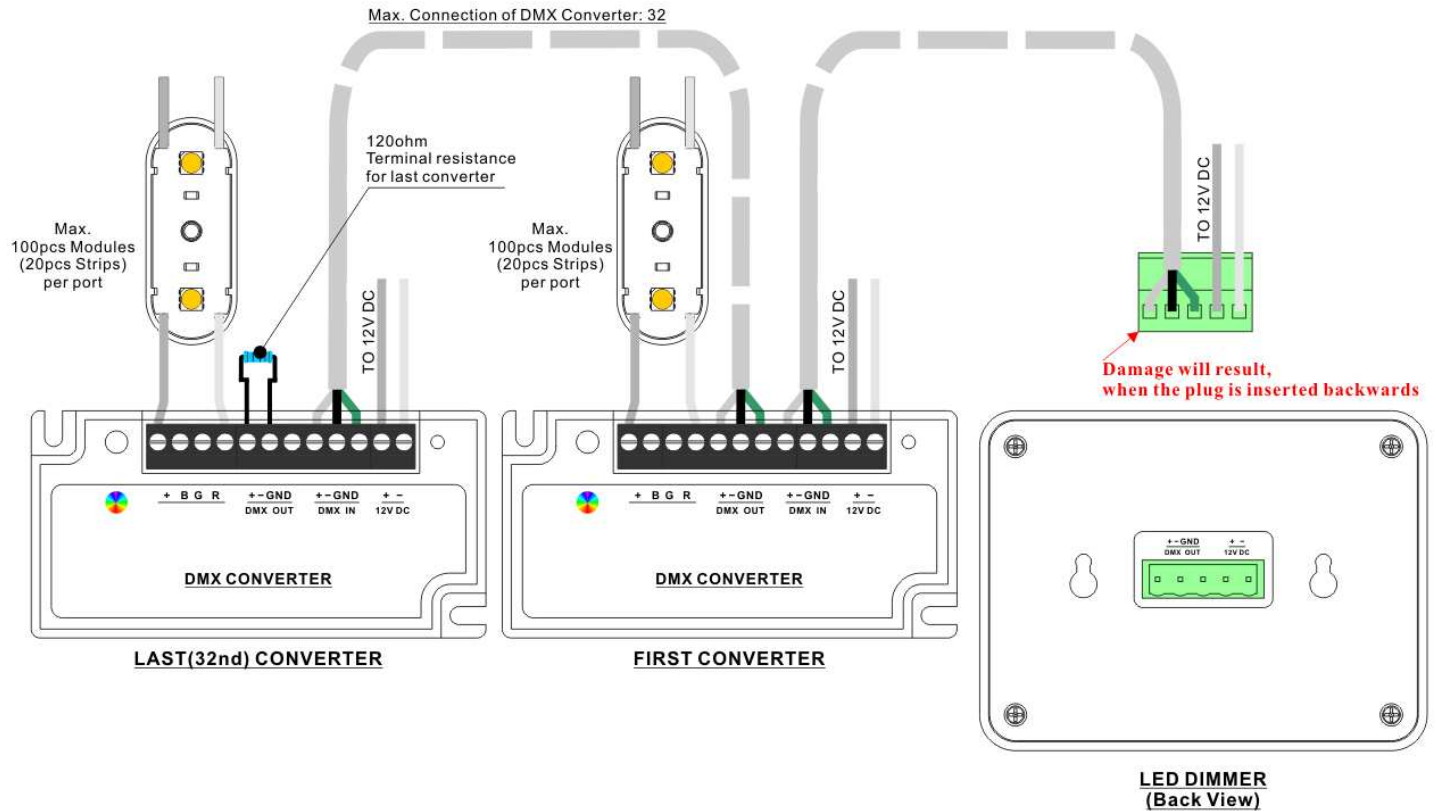 Max. Connection of DMX Converter: 32
120ohm
Terminal resistance
for last converter
Max.
100pcs Modules
(20pcs Strips)
per port
TO 12V DC
Max.
100pcs Modules
(20pcs Strips)
per port
TO 12V DC
TO 12V DC
Damage will result,
when the plug is inserted backwards
+ B G R
+-GND
DMX OUT
+-GND
DMX IN
+ -
12V DC
DMX CONVERTER
LAST(32nd) CONVERTER
+ B G R
+-GND
DMX OUT
+-GND
DMX IN
+ -
12V DC
DMX CONVERTER
FIRST CONVERTER
+-GND
DMX OUT
+ -
12V DC
LED DIMMER
(Back View)